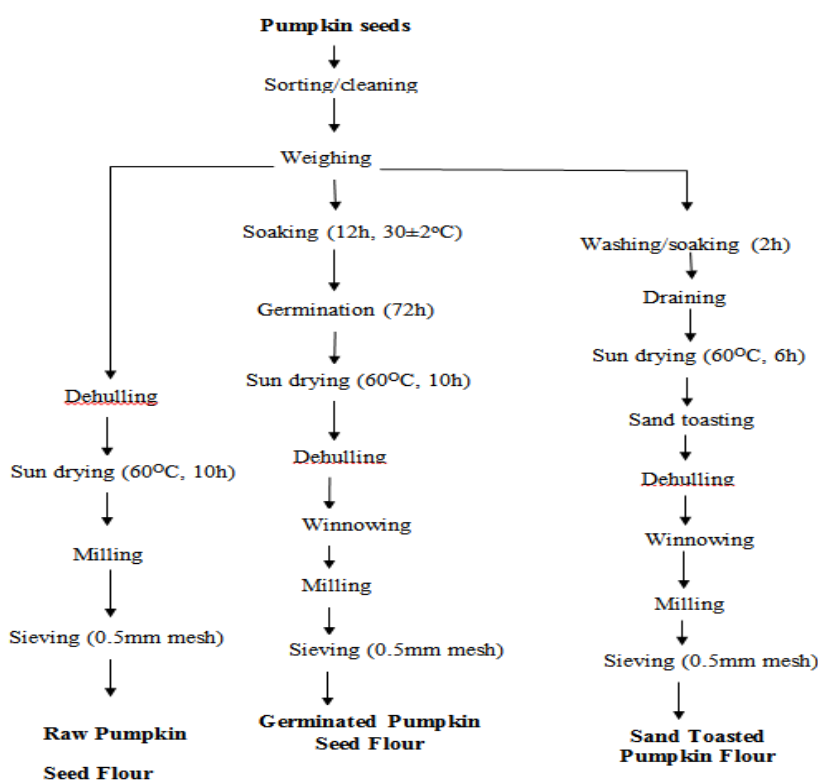 Pumpkin seeds
Sorting/cleaning
Weighing
Dehulling
Sun drying (60⁰C, 10h)
Milling
Sieving (0.5mm mesh)
Raw Pumpkin
Seed Flour
Soaking (12h, 30±2°C)
Germination (72h)
Sun drying (60⁰C, 10h)
Dehulling
Winnowing
Milling
Sieving (0.5mm mesh)
Germinated Pumpkin
Seed Flour
Washing/soaking (2h)
Draining
Sun drying (60⁰C, 6h)
Sand toasting
Dehulling
Winnowing
Milling
Sieving (0.5mm mesh)
Sand Toasted
Pumpkin Flour